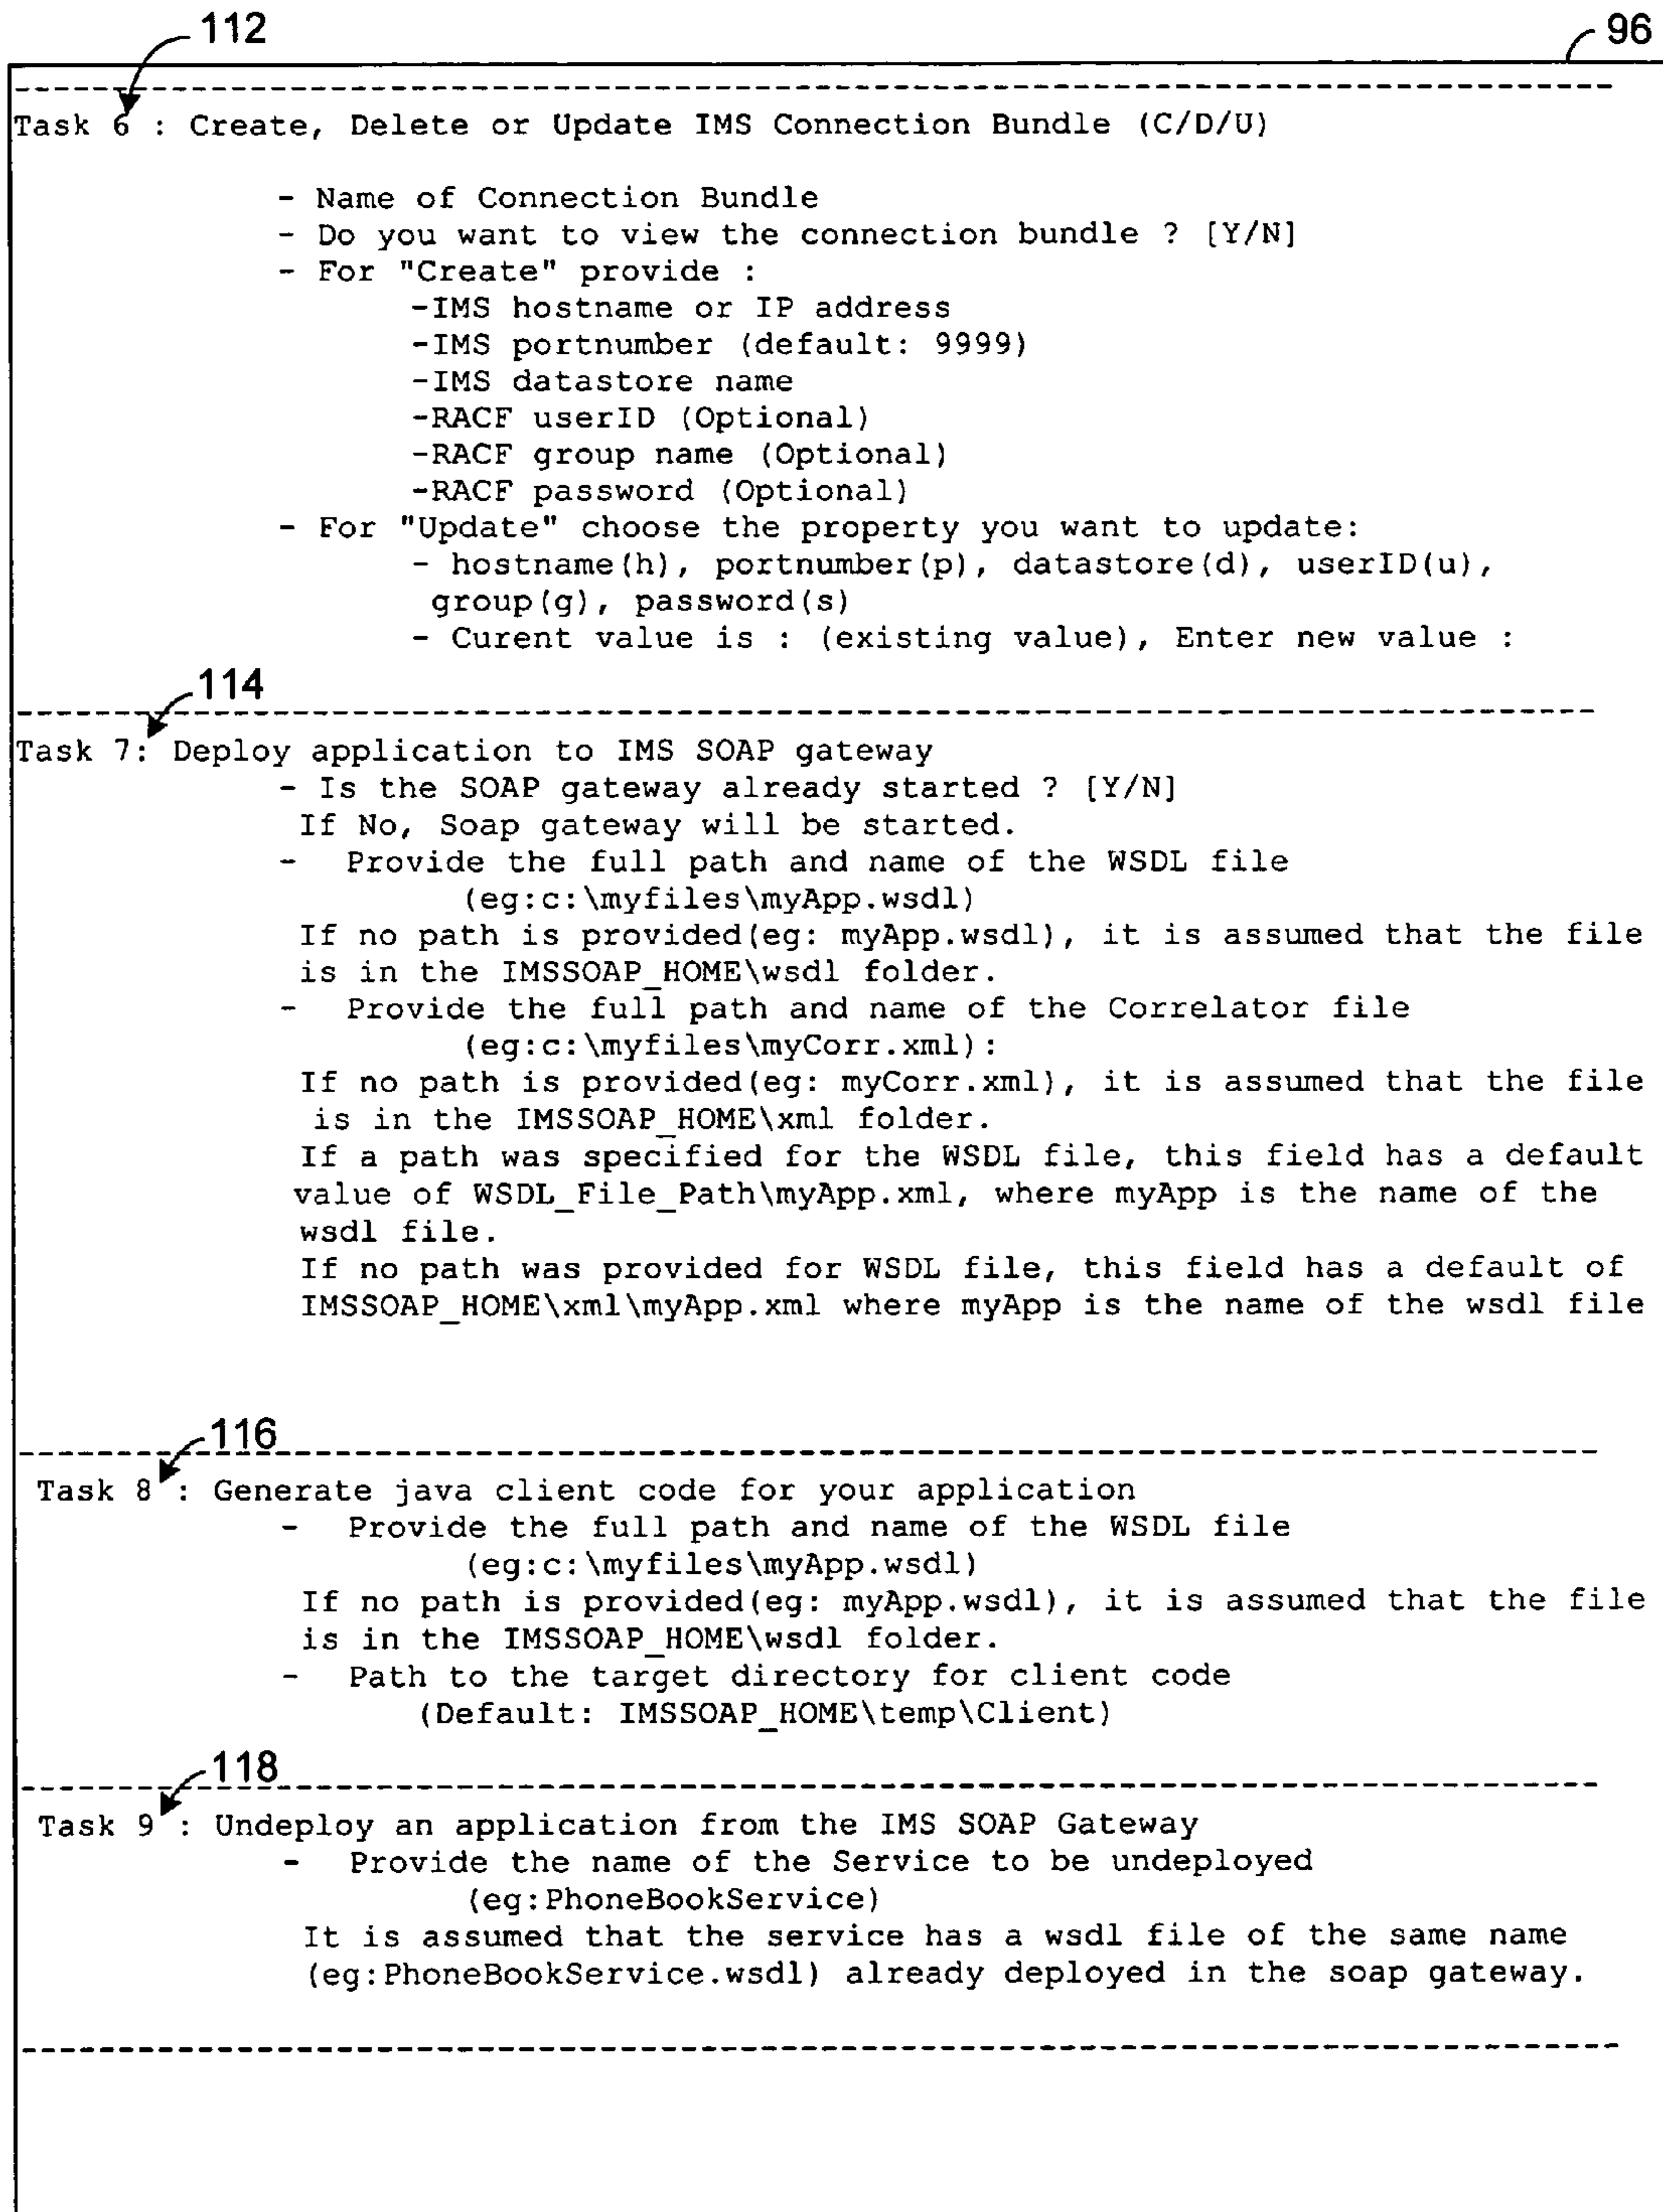 112
96
Task 6 : Create, Delete or Update IMS Connection Bundle (C/D/U)
- Name of Connection Bundle
- Do you want to view the connection bundle ? [Y/N]
- For "Create" provide :
-IMS hostname or IP address
-IMS portnumber (default: 9999)
-IMS datastore name
-RACF userID (Optional)
-RACF group name (Optional)
-RACF password (Optional)
- For "Update" choose the property you want to update:
- hostname(h), portnumber(p), datastore(d), userID(u),
group(g), password(s)
- Curent value is : (existing value), Enter new value :
114
Task 7: Deploy application to IMS SOAP gateway
- Is the SOAP gateway already started ? [Y/N]
If No, Soap gateway will be started.
- Provide the full path and name of the WSDL file
(eg:c:\myfiles\myApp.wsdl)
If no path is provided(eg: myApp.wsdl), it is assumed that the file
is in the IMSSOAP_HOME\wsdl folder.
- Provide the full path and name of the Correlator file
(eg:c:\myfiles\myCorr.xml):
If no path is provided(eg: myCorr.xml), it is assumed that the file
is in the IMSSOAP_HOME\xml folder.
If a path was specified for the WSDL file, this field has a default
value of WSDL_File_Path\myApp.xml, where myApp is the name of the
wsdl file.
If no path was provided for WSDL file, this field has a default of
IMSSOAP_HOME\xml\myApp.xml where myApp is the name of the wsdl file
116
Task 8 : Generate java client code for your application
- Provide the full path and name of the WSDL file
(eg:c:\myfiles\myApp.wsdl)
If no path is provided(eg: myApp.wsdl), it is assumed that the file
is in the IMSSOAP_HOME\wsdl folder.
- Path to the target directory for client code
(Default: IMSSOAP_HOME\temp\Client)
118
Task 9 : Undeploy an application from the IMS SOAP Gateway
- Provide the name of the Service to be undeployed
(eg:PhoneBookService)
It is assumed that the service has a wsdl file of the same name
(eg:PhoneBookService.wsdl) already deployed in the soap gateway.